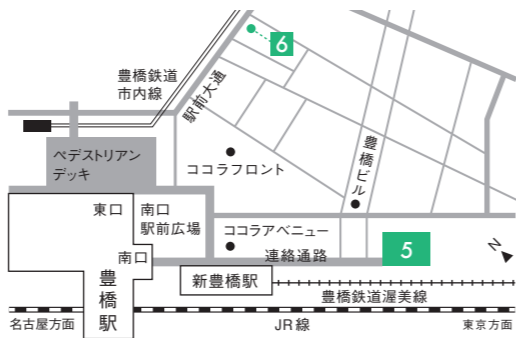 6
豊橋鉄道
市内線
駅前大通
ペデストリアン
デッキ
ココラフロント
豊橋ビル
東口
南口
駅前広場
ココラアベニュー
南口
連絡通路
5
N
豊橋駅
新豊橋駅
豊橋鉄道渥美線
名古屋方面
JR線
東京方面